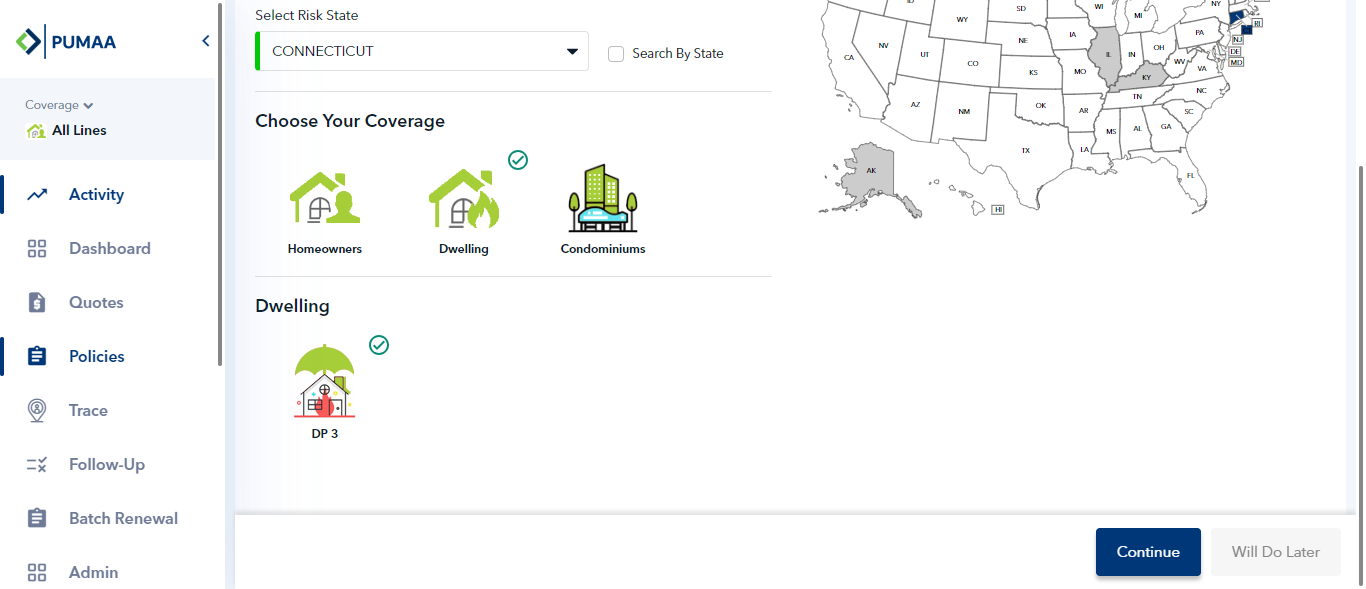 PUMAA
Coverage
All Lines
Activity
Dashboard
Quotes
Policies
Trace
Follow-Up
Batch Renewal
Admin
Select Risk State
CONNECTICUT
Search By State
Choose Your Coverage
Homeowners
Dwelling
Condominiums
Dwelling
DP 3
ID
WY
SD
WI
MI
NY
RI
NV
UT
CO
NE
IA
IL
IN
OH
PA
NJ
DE
MD
CA
KS
MO
KY
WV
VA
AZ
NM
OK
AR
TN
NC
SC
MS
AL
GA
TX
LA
FL
AK
HI
Continue
Will Do Later